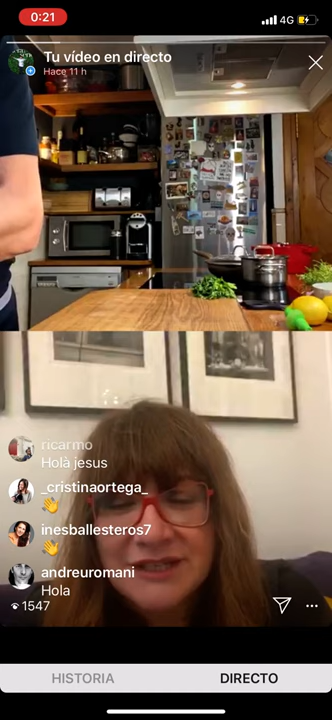 0:21
4G
Tu vídeo en directo
Hace 11 h
ricarmo
Holà jesus
_cristinaortega_
inesballesteros7
andreuromani
Hola
1547
HISTORIA
DIRECTO